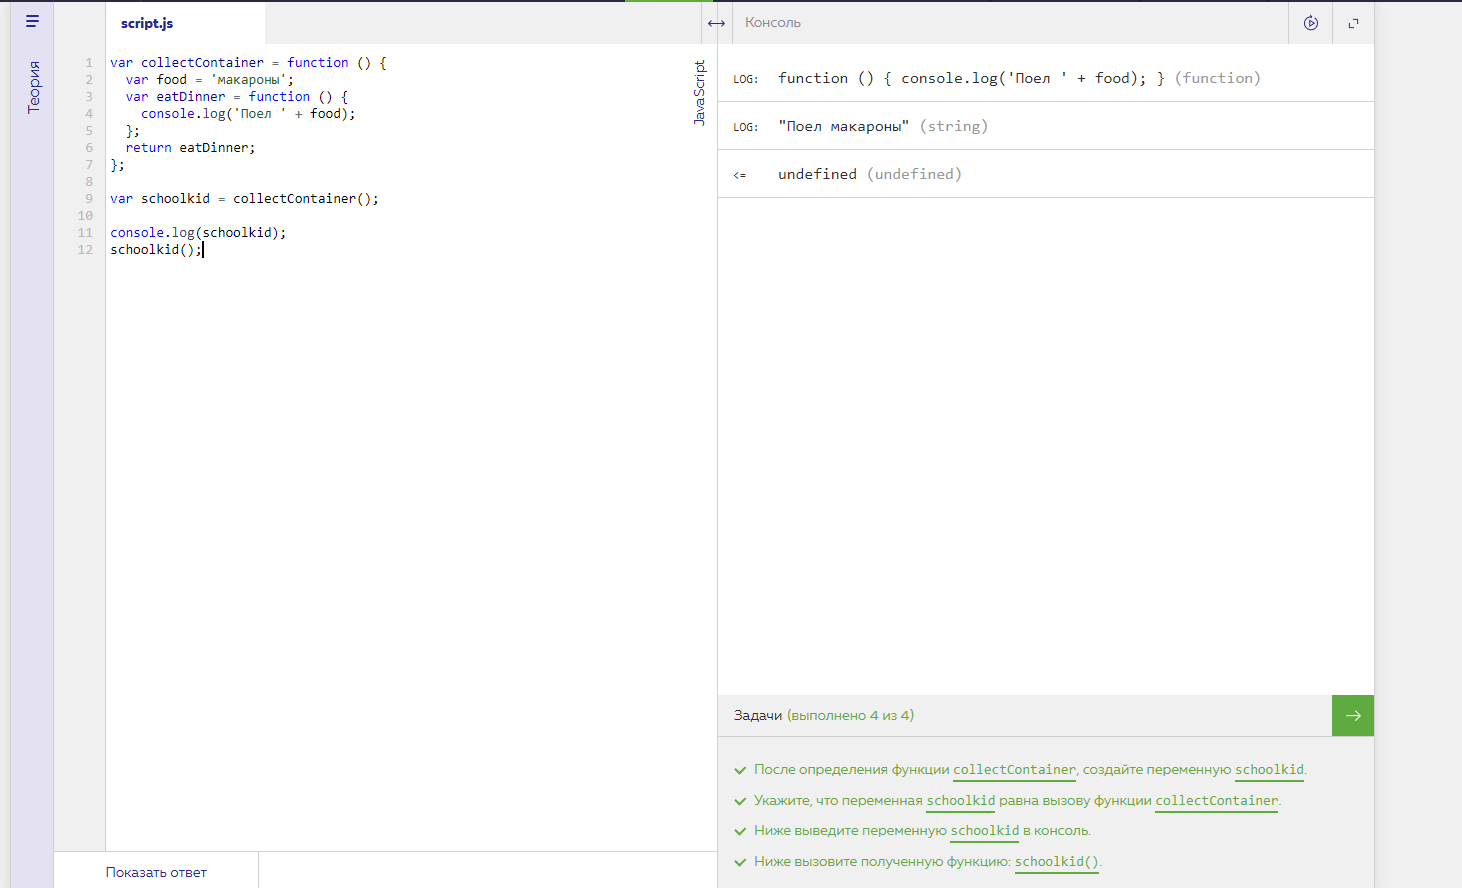 Теория
script.js
1 var collectContainer = function () {
2 var food = 'макароны';
3 var eatDinner = function () {
4 console.log('Поел ' + food);
5 };
6 return eatDinner;
7 };
8
9 var schoolkid = collectContainer();
10
11 console.log(schoolkid);
12 schoolkid();
JavaScript
Показать ответ
Консоль
LOG: function () { console.log('Поел ' + food); } (function)
LOG: "Поел макароны" (string)
<= undefined (undefined)
Задачи (выполнено 4 из 4)
После определения функции collectContainer, создайте переменную schoolkid.
Укажите, что переменная schoolkid равна вызову функции collectContainer.
Ниже выведите переменную schoolkid в консоль.
Ниже вызовите полученную функцию: schoolkid().